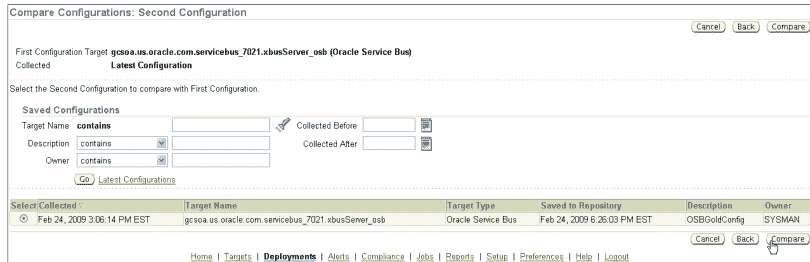 Compare Configurations: Second Configuration
Cancel Back Compare
First Configuration Target gcsoa.us.oracle.com.servicebus_7021.xbusServer_osb (Oracle Service Bus)
Collected Latest Configuration
Select the Second Configuration to compare with First Configuration.
Saved Configurations
Target Name contains Collected Before
Description contains Collected After
Owner contains
Go Latest Configurations
Select Collected Target Name Target Type Saved to Repository Description Owner
Feb 24, 2009 3:06:14 PM EST gcsoa.us.oracle.com.servicebus_7021.xbusServer_osb Oracle Service Bus Feb 24, 2009 6:26:03 PM EST OSBGoldConfig SYSMAN
Cancel Back Compare
Home | Targets | Deployments | Alerts | Compliance | Jobs | Reports | Setup | Preferences | Help | Logout